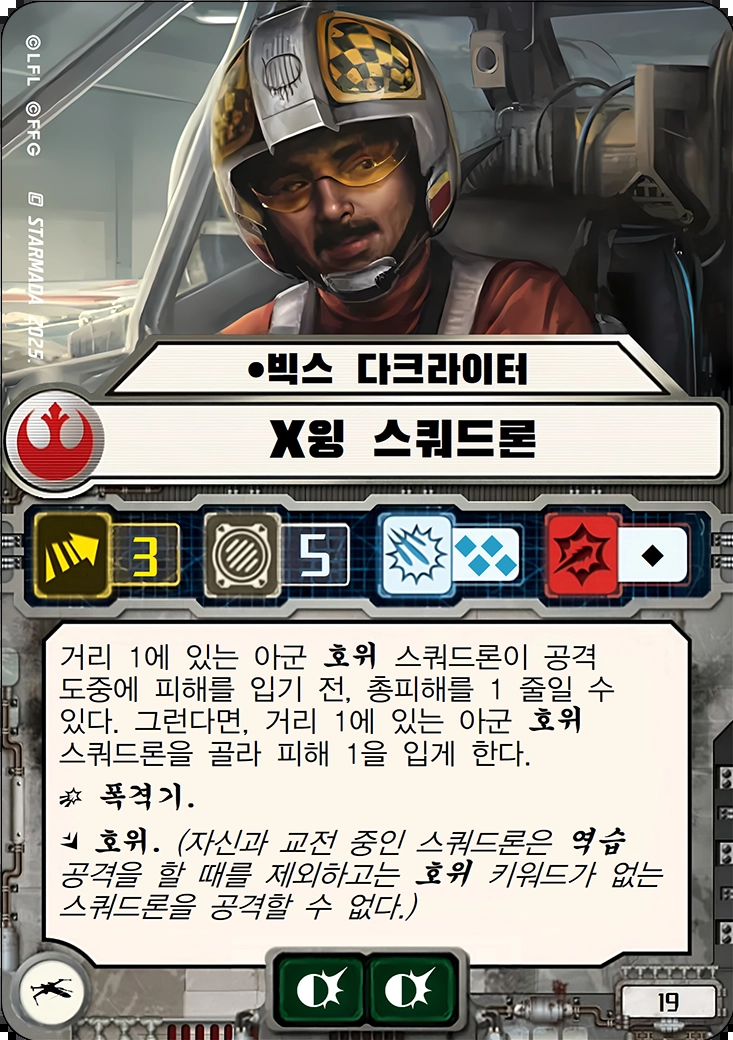 ©LFL ©FFG © STARMADA 2025.
•빅스 다크라이터
X윙 스쿼드론
3
5
거리 1에 있는 아군 호위 스쿼드론이 공격
도중에 피해를 입기 전, 총피해를 1 줄일 수
있다. 그런다면, 거리 1에 있는 아군 호위
스쿼드론을 골라 피해 1을 입게 한다.
폭격기.
호위. (자신과 교전 중인 스쿼드론은 역습
공격을 할 때를 제외하고는 호위 키워드가 없는
스쿼드론을 공격할 수 없다.)
19